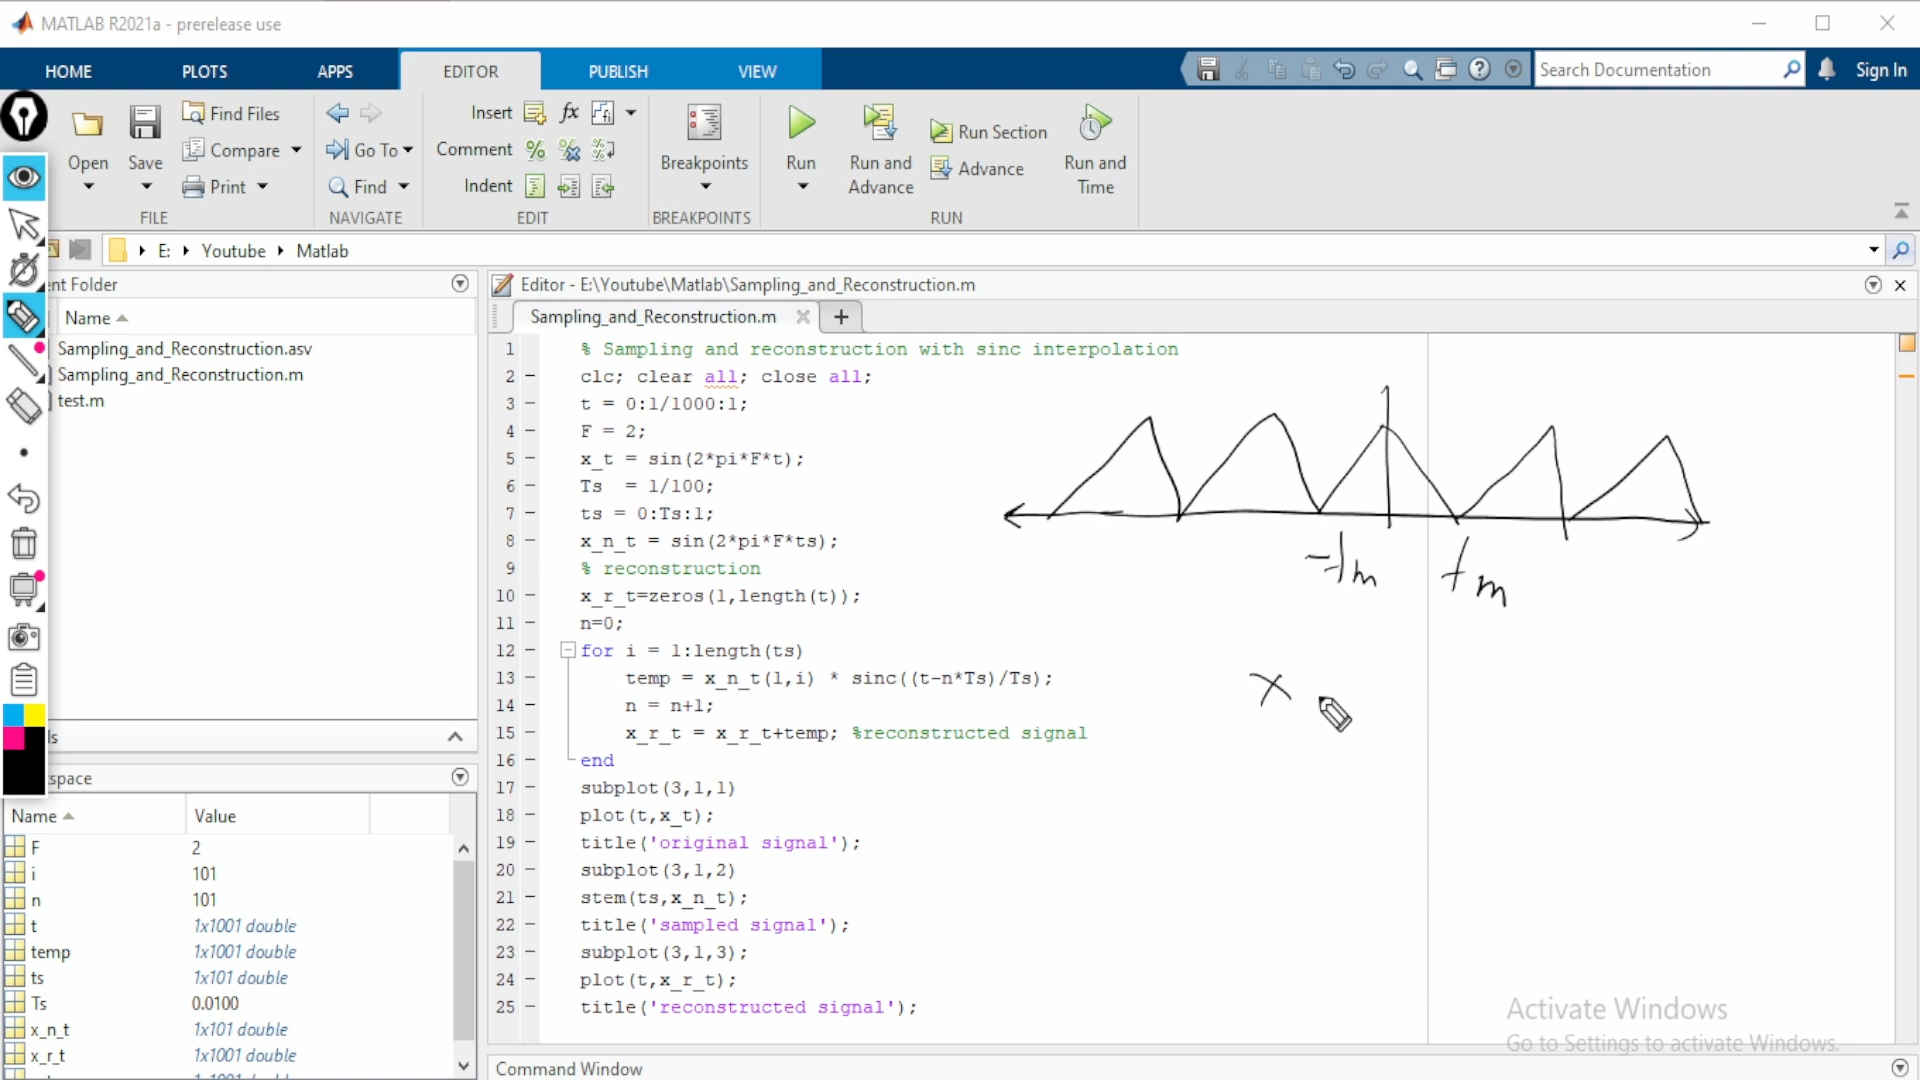 MATLAB R2021a - prerelease use
HOME PLOTS APPS EDITOR PUBLISH VIEW
Search Documentation
Sign In
Open
Save
Find Files
Compare
Print
FILE
Go To
Find
NAVIGATE
Insert
fx
Comment
Indent
EDIT
Breakpoints
BREAKPOINTS
Run
Run and Advance
Run Section
Advance
Run and Time
RUN
E: Youtube Matlab
ent Folder
Name
Sampling_and_Reconstruction.asv
Sampling_and_Reconstruction.m
test.m
ls
space
Name Value
F 2
i 101
n 101
t 1x1001 double
temp 1x1001 double
ts 1x101 double
Ts 0.0100
x_n_t 1x101 double
x_r_t 1x1001 double
Editor - E:\Youtube\Matlab\Sampling_and_Reconstruction.m
Sampling_and_Reconstruction.m
1 % Sampling and reconstruction with sinc interpolation
2 - clc; clear all; close all;
3 - t = 0:1/1000:1;
4 - F = 2;
5 - x_t = sin(2*pi*F*t);
6 - Ts = 1/100;
7 - ts = 0:Ts:1;
8 - x_n_t = sin(2*pi*F*ts);
9 % reconstruction
10 - x_r_t=zeros(1,length(t));
11 - n=0;
12 - for i = 1:length(ts)
13 - temp = x_n_t(1,i) * sinc((t-n*Ts)/Ts);
14 - n = n+1;
15 - x_r_t = x_r_t+temp; %reconstructed signal
16 - end
17 - subplot(3,1,1)
18 - plot(t,x_t);
19 - title('original signal');
20 - subplot(3,1,2)
21 - stem(ts,x_n_t);
22 - title('sampled signal');
23 - subplot(3,1,3);
24 - plot(t,x_r_t);
25 - title('reconstructed signal');
-fm fm
x
Activate Windows
Go to Settings to activate Windows.
Command Window